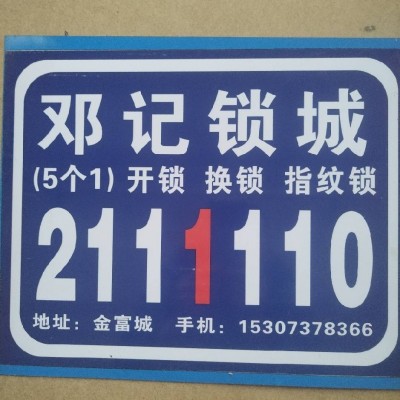 邓记锁城
(5个1) 开锁 换锁 指纹锁
2111110
地址：金富城 手机：15307378366